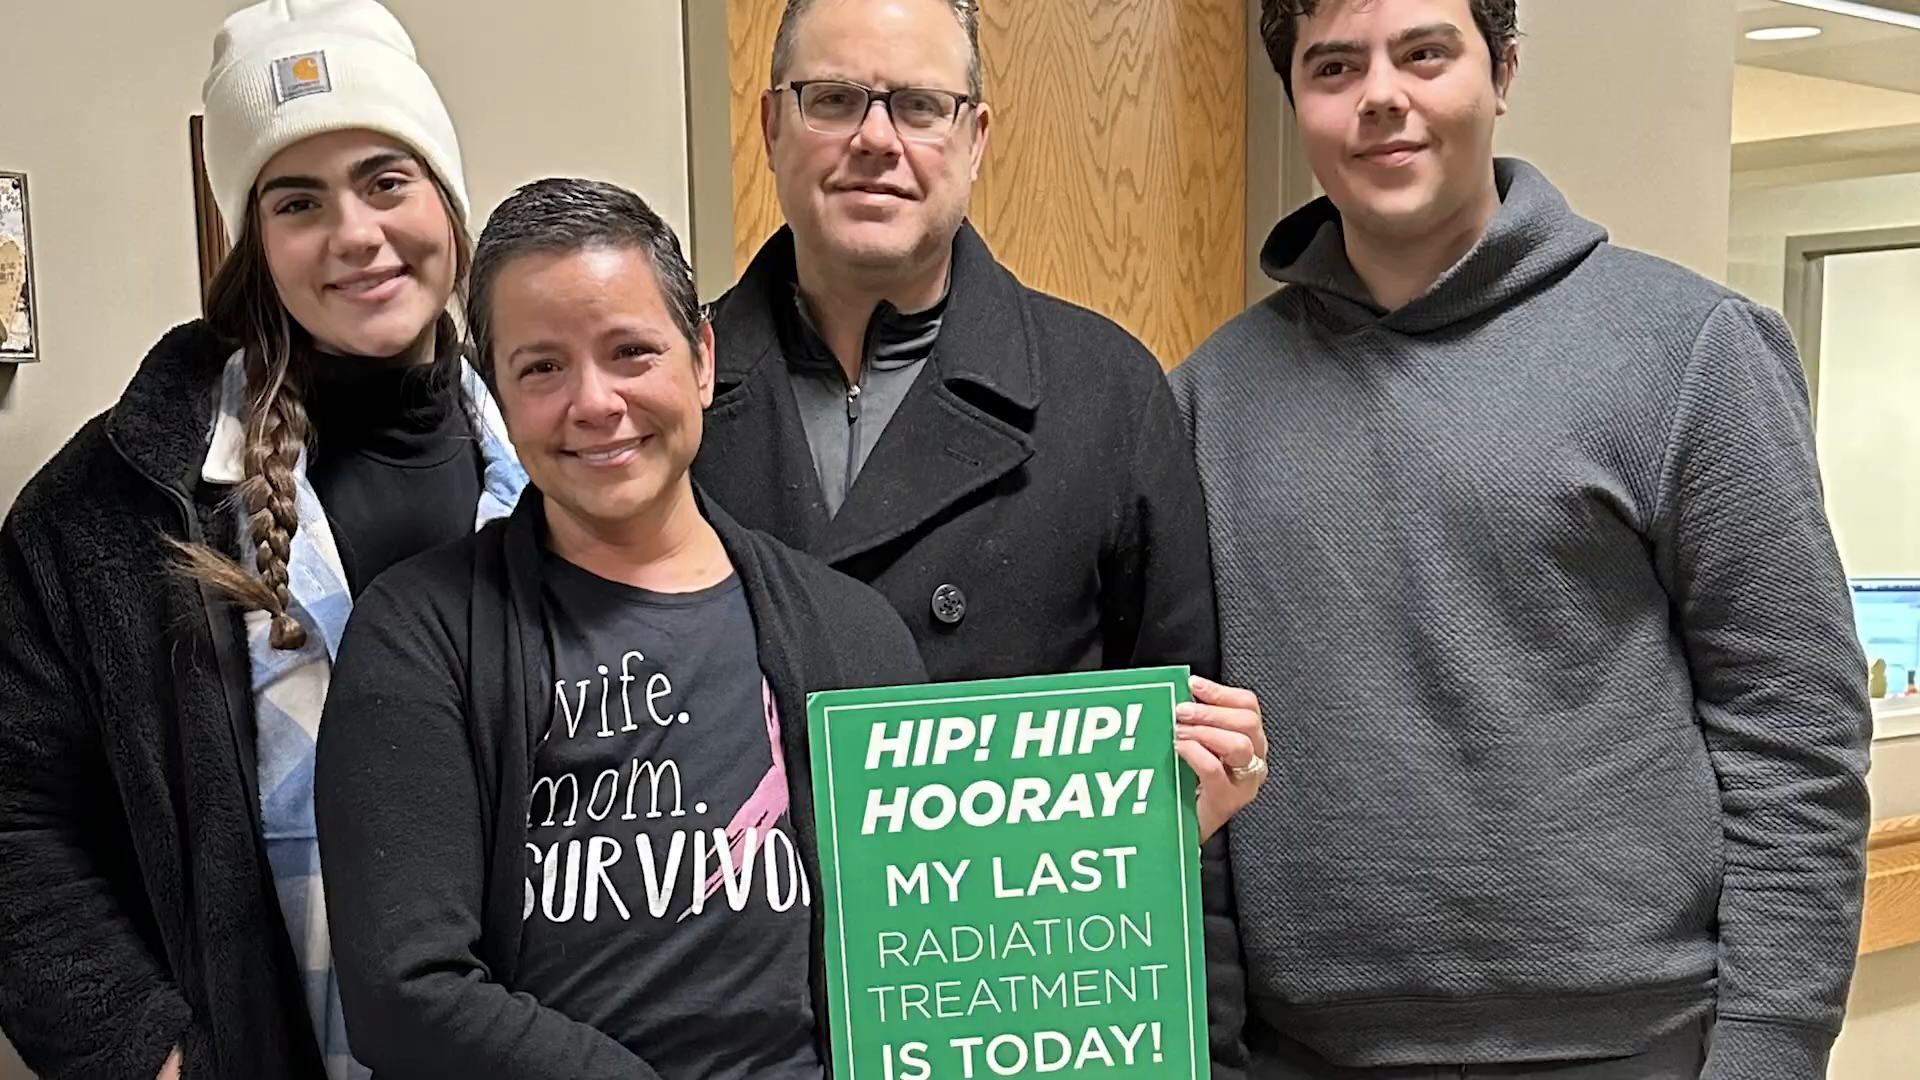 wife.
mom.
SURVIVO
HIP! HIP!
HOORAY!
MY LAST
RADIATION
TREATMENT
IS TODAY!